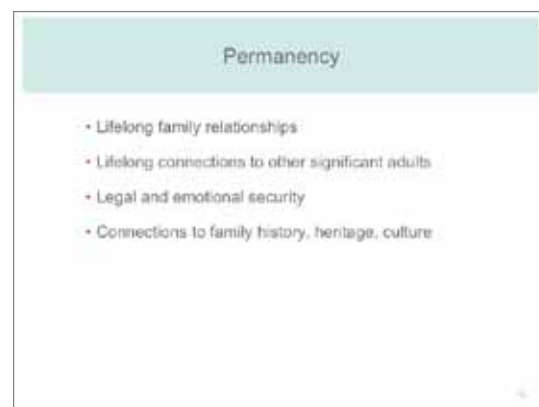 Permanency
• Lifelong family relationships
• Lifelong connections to other significant adults
• Legal and emotional security
• Connections to family history, heritage, culture